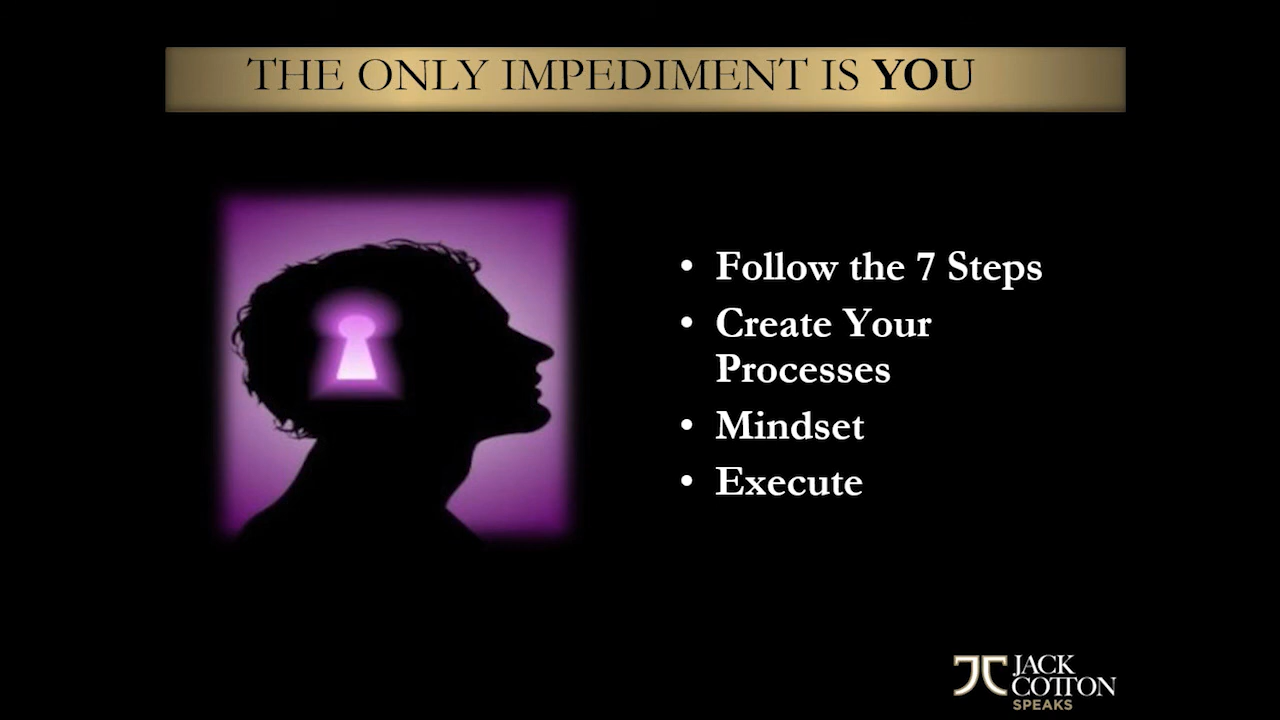 THE ONLY IMPEDIMENT IS YOU
• Follow the 7 Steps
• Create Your
Processes
• Mindset
• Execute
JACK
COTTON
SPEAKS